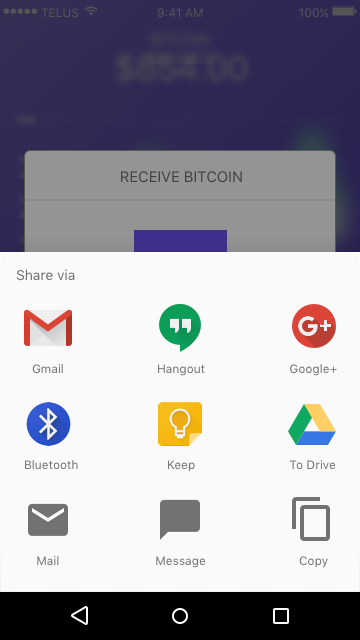 TELUS 9:41 AM 100%
BITCOIN
$854.00
RECEIVE BITCOIN
Share via
Gmail Hangout Google+
Bluetooth Keep To Drive
Mail Message Copy